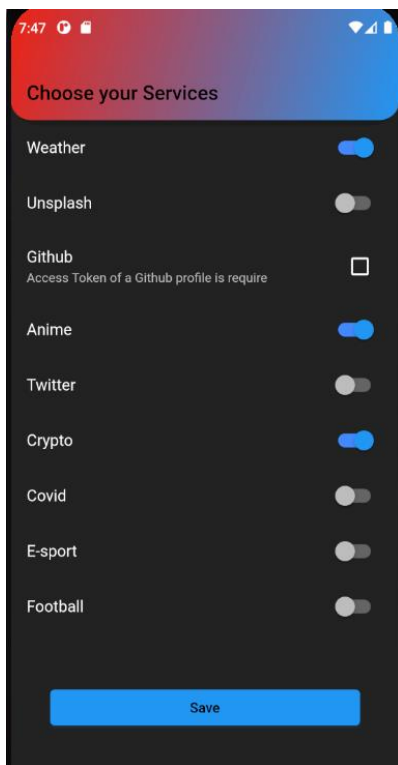 7:47
Choose your Services
Weather
Unsplash
Github
Access Token of a Github profile is require
Anime
Twitter
Crypto
Covid
E-sport
Football
Save